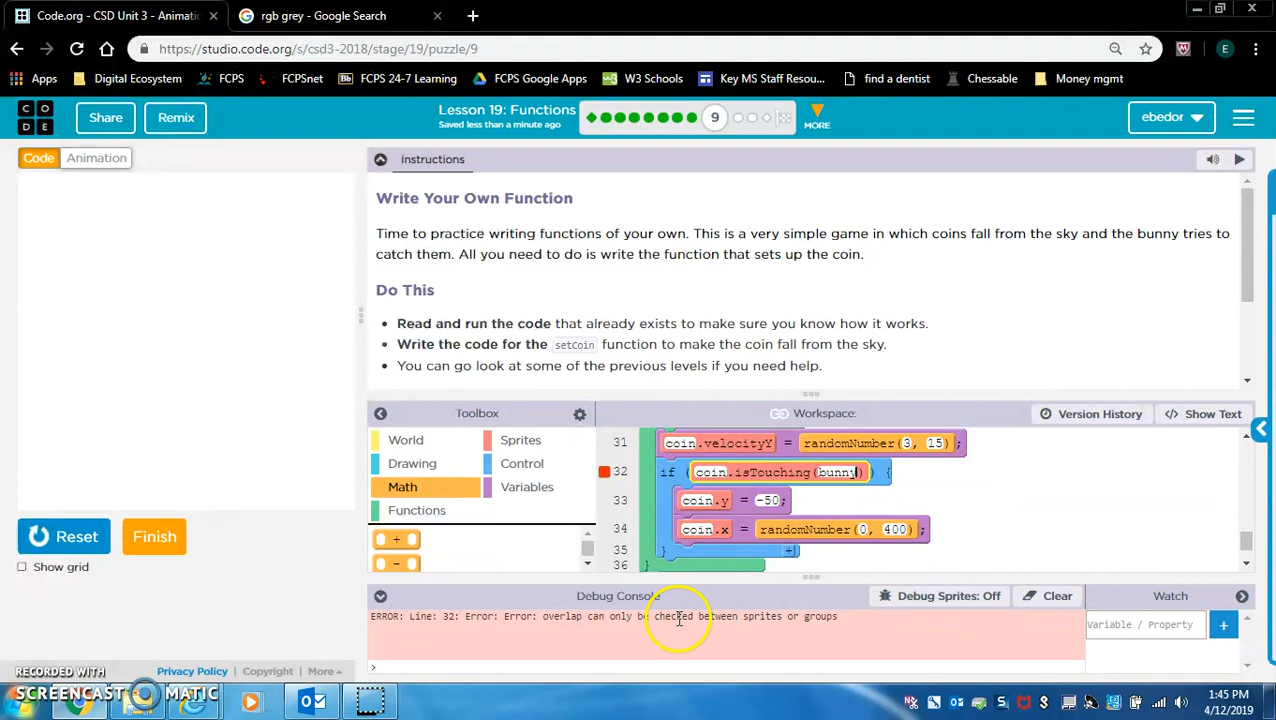 Code.org - CSD Unit 3 - Animati
rgb grey - Google Search
https://studio.code.org/s/csd3-2018/stage/19/puzzle/9
E
Apps
Digital Ecosystem
FCPS
FCPSnet
Bb FCPS 24-7 Learning
FCPS Google Apps
W3 Schools
Key MS Staff Resou...
find a dentist
Chessable
Money mgmt
C O
D E
Share
Remix
Lesson 19: Functions
Saved less than a minute ago
9
MORE
ebedor
Code
Animation
Instructions
Write Your Own Function
Time to practice writing functions of your own. This is a very simple game in which coins fall from the sky and the bunny tries to
catch them. All you need to do is write the function that sets up the coin.
Do This
Read and run the code that already exists to make sure you know how it works.
Write the code for the setCoin function to make the coin fall from the sky.
You can go look at some of the previous levels if you need help.
Toolbox
Workspace:
Version History
</> Show Text
World
Sprites
Drawing
Control
Math
Variables
Functions
+
-
31 coin.velocityY = randomNumber(3, 15);
32 if (coin.isTouching(bunny)) {
33 coin.y = -50;
34 coin.x = randomNumber(0, 400);
35 } +
36 }
Reset
Finish
Show grid
Debug Console
Debug Sprites: Off
Clear
Watch
ERROR: Line: 32: Error: Error: overlap can only be checked between sprites or groups
Variable / Property
+
>
Privacy Policy | Copyright | More
RECORDED WITH
SCREENCAST MATIC
1:45 PM
4/12/2019